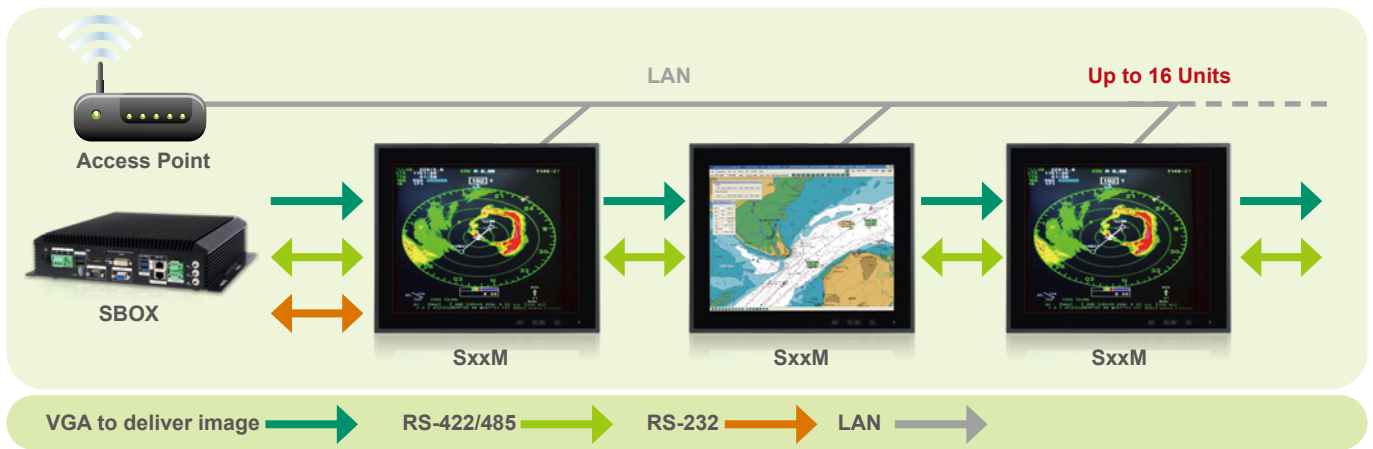 LAN
Up to 16 Units
Access Point
SBOX
SxxM
SxxM
SxxM
VGA to deliver image
RS-422/485
RS-232
LAN